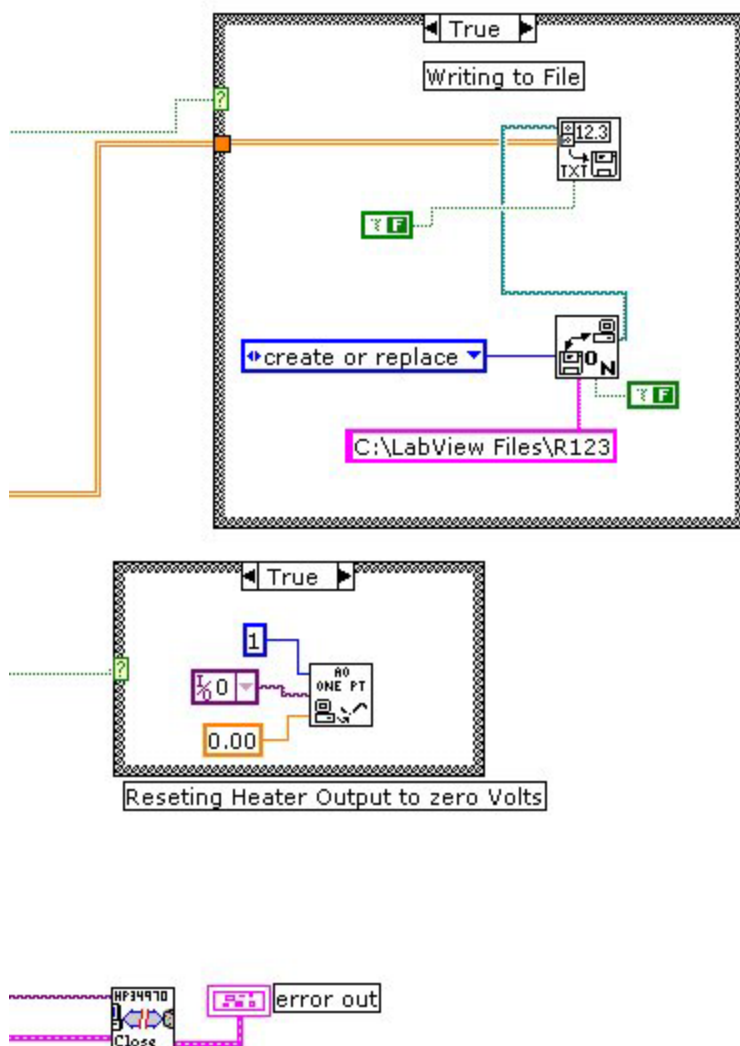 True
Writing to File
?
12.3
TXT
F
create or replace
O
N
F
C:\LabView Files\R123
True
1
?
AO
I/O 0
ONE PT
0.00
Reseting Heater Output to zero Volts
HP34970
error out
Close